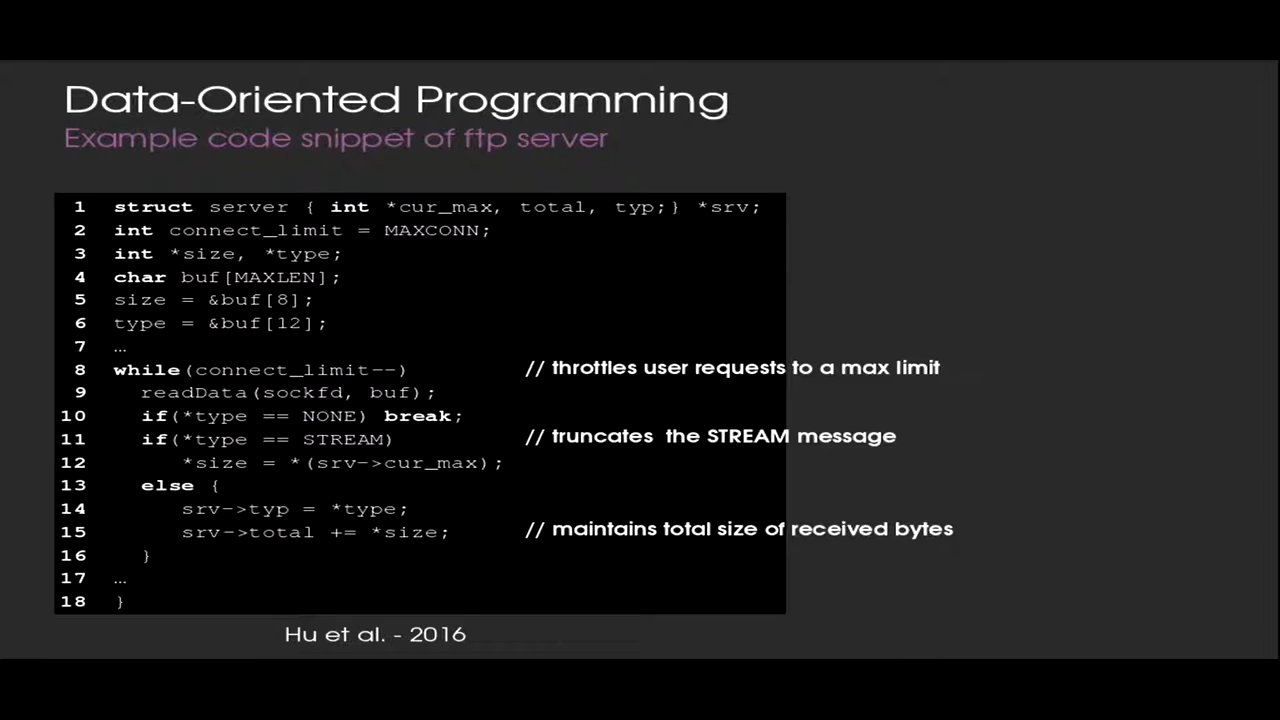 Data-Oriented Programming
Example code snippet of ftp server
1 struct server { int *cur_max, total, typ;} *srv;
2 int connect_limit = MAXCONN;
3 int *size, *type;
4 char buf[MAXLEN];
5 size = &buf[8];
6 type = &buf[12];
7 …
8 while(connect_limit--) // throttles user requests to a max limit
9 readData(sockfd, buf);
10 if(*type == NONE) break;
11 if(*type == STREAM) // truncates the STREAM message
12 *size = *(srv->cur_max);
13 else {
14 srv->typ = *type;
15 srv->total += *size; // maintains total size of received bytes
16 }
17 …
18 }
Hu et al. - 2016